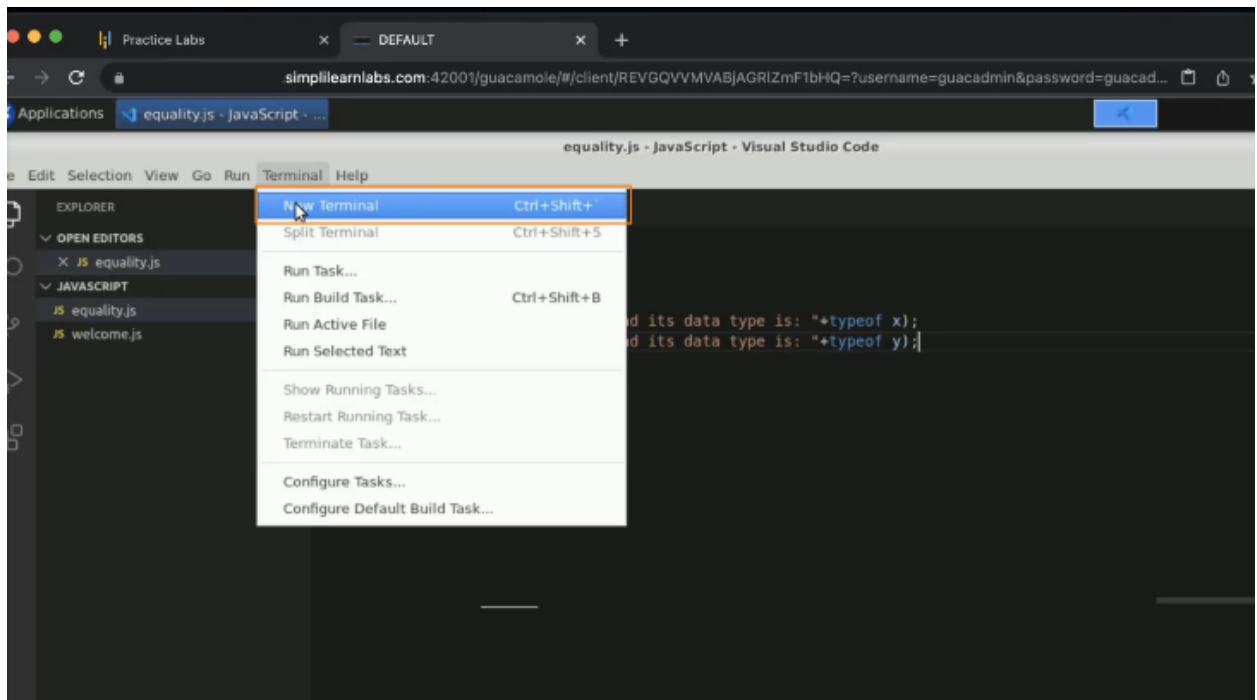 Practice Labs
DEFAULT
simplilearnlabs.com:42001/guacamole/#/client/REVGQVVMVABjAGRlZmF1bHQ=?username=guacadmin&password=guacad...
Applications
equality.js - JavaScript - ...
equality.js - JavaScript - Visual Studio Code
Edit Selection View Go Run Terminal Help
EXPLORER
OPEN EDITORS
JS equality.js
JAVASCRIPT
JS equality.js
JS welcome.js
New Terminal Ctrl+Shift+`
Split Terminal Ctrl+Shift+5
Run Task...
Run Build Task... Ctrl+Shift+B
Run Active File
Run Selected Text
Show Running Tasks...
Restart Running Task...
Terminate Task...
Configure Tasks...
Configure Default Build Task...
its data type is: "+typeof x);
its data type is: "+typeof y);